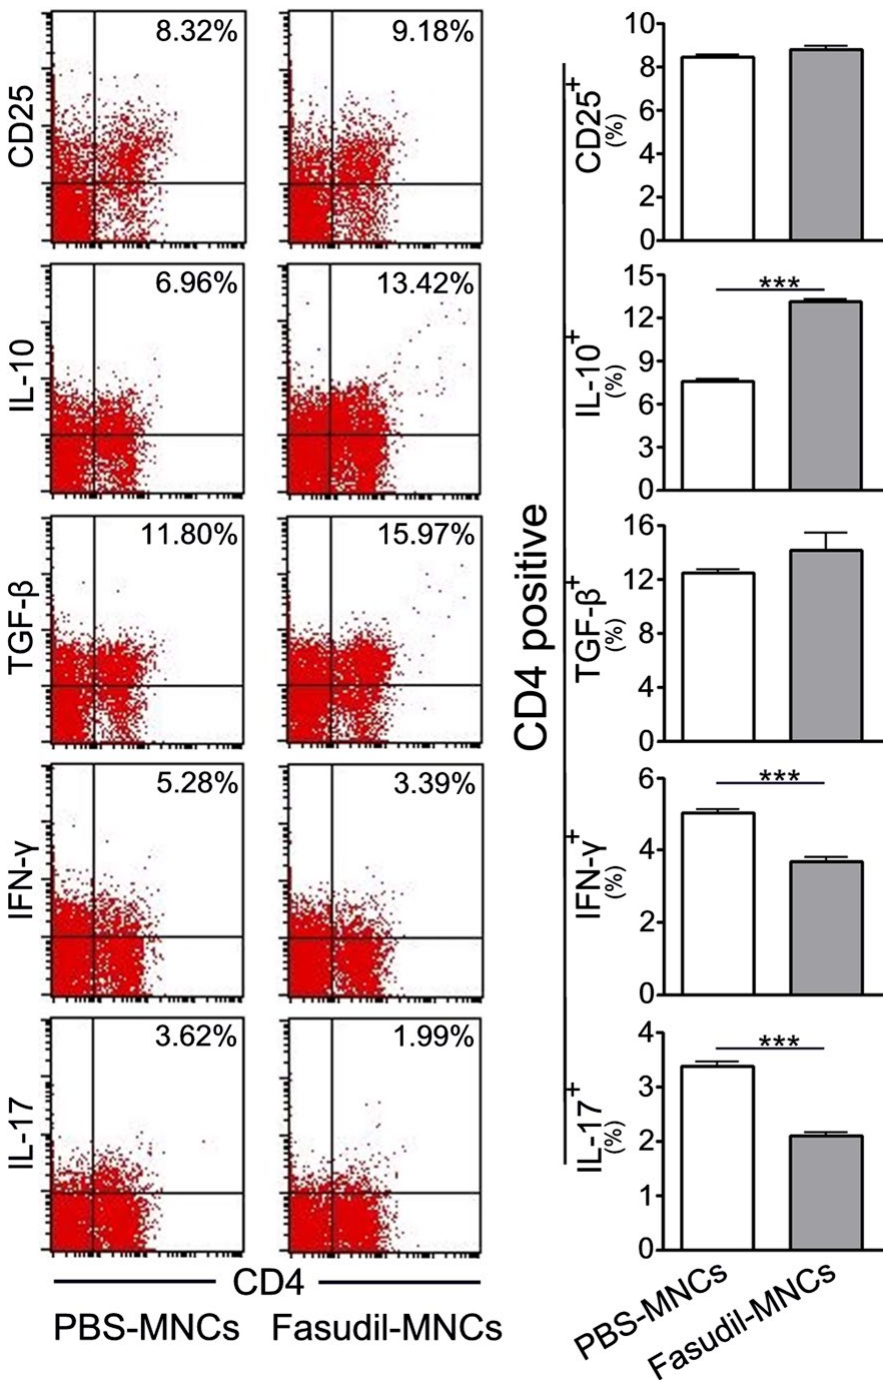 CD25
8.32%
9.18%
IL-10
6.96%
13.42%
TGF-β
11.80%
15.97%
IFN-γ
5.28%
3.39%
IL-17
3.62%
1.99%
CD4
PBS-MNCs
Fasudil-MNCs
CD4 positive
CD25+
(%)
10
8
6
4
2
0
IL-10+
(%)
15
12
9
6
3
0
***
TGF-β+
(%)
16
12
8
4
0
IFN-γ+
(%)
6
4
2
0
***
IL-17+
(%)
4
3
2
1
0
***
PBS-MNCs
Fasudil-MNCs